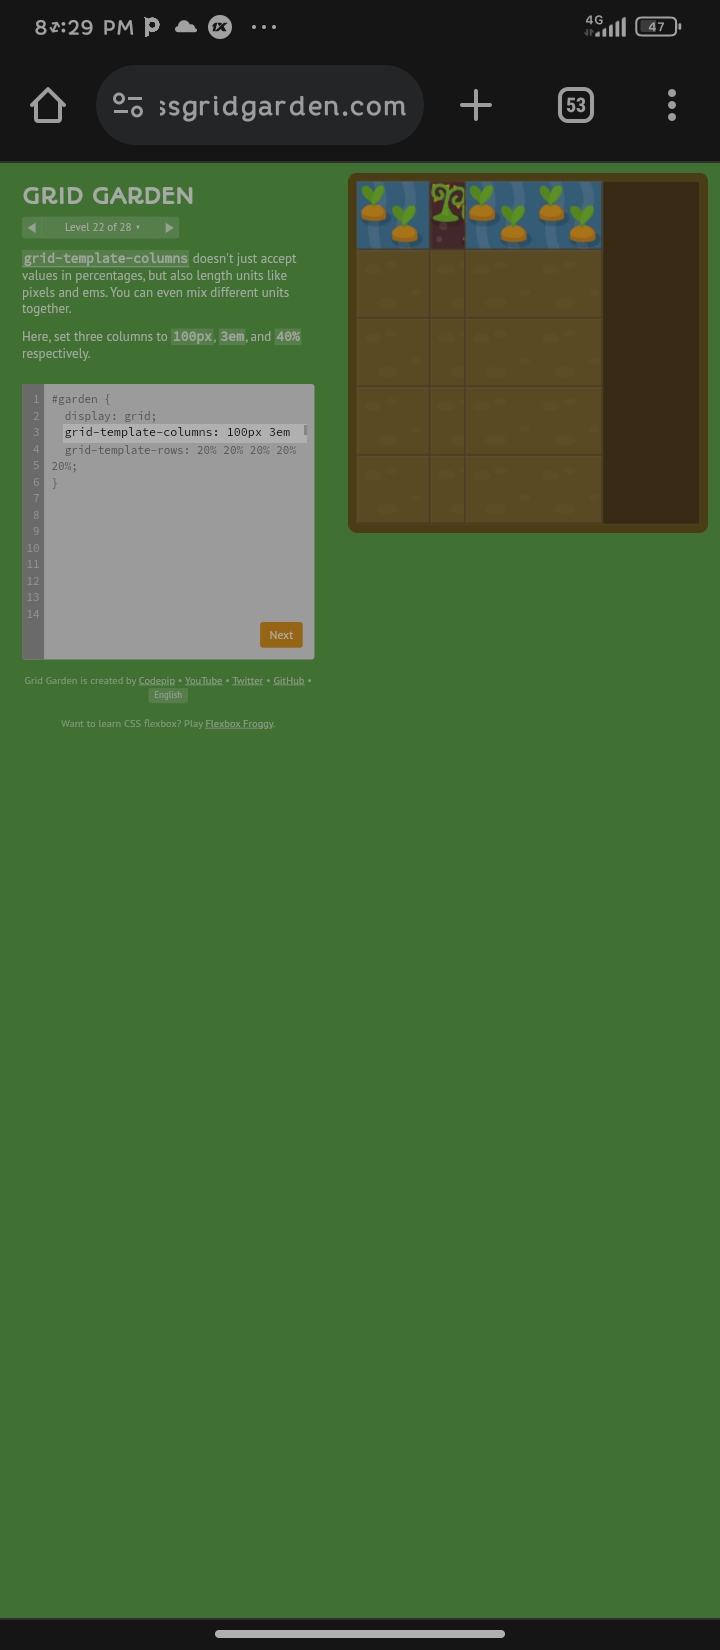 PM
4G
47
ssgridgarden.com
53
GRID GARDEN
Level 22 of 28
grid-template-columns doesn't just accept
values in percentages, but also length units like
pixels and ems. You can even mix different units
together.
Here, set three columns to 100px, 3em, and 40%
respectively.
1 #garden {
2 display: grid;
3 grid-template-columns: 100px 3em
4 grid-template-rows: 20% 20% 20% 20%
5 20%;
6 }
7
8
9
10
11
12
13
14
Next
Grid Garden is created by Codepip • YouTube • Twitter • GitHub •
English
Want to learn CSS flexbox? Play Flexbox Froggy.